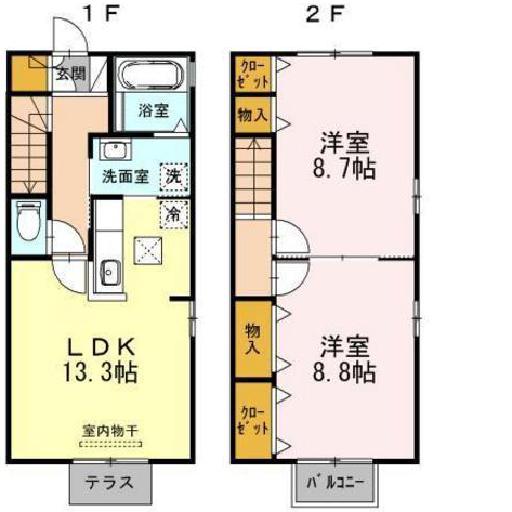 1F
玄関
浴室
洗面室
洗
冷
LDK
13.3帖
室内物干
テラス
2F
クローゼット
物入
洋室
8.7帖
物入
洋室
8.8帖
クローゼット
バルコニー